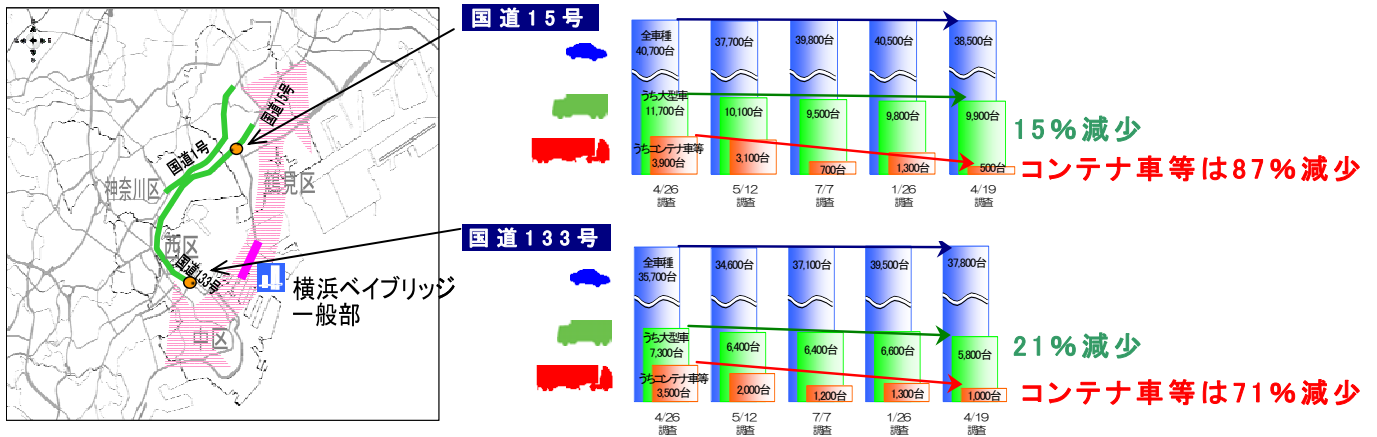 国道15号
国道1号
国道15号
神奈川区
鶴見区
西区
国道133号
横浜ベイブリッジ
一般部
中区
全車種
40,700台
37,700台
39,800台
40,500台
38,500台
うち大型車
11,700台
10,100台
9,500台
9,800台
9,900台
うちコンテナ車等
3,900台
3,100台
700台
1,300台
500台
15%減少
コンテナ車等は87%減少
4/26
調査
5/12
調査
7/7
調査
1/26
調査
4/19
調査
国道133号
全車種
35,700台
34,600台
37,100台
39,500台
37,800台
うち大型車
7,300台
6,400台
6,400台
6,600台
5,800台
うちコンテナ車等
3,500台
2,000台
1,200台
1,300台
1,000台
21%減少
コンテナ車等は71%減少
4/26
調査
5/12
調査
7/7
調査
1/26
調査
4/19
調査